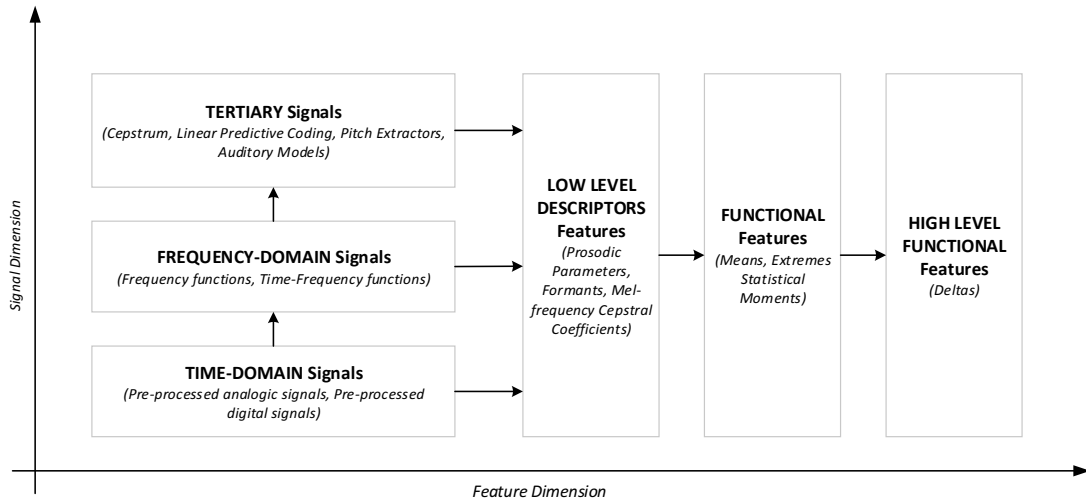 Signal Dimension
TERTIARY Signals
(Cepstrum, Linear Predictive Coding, Pitch Extractors,
Auditory Models)
FREQUENCY-DOMAIN Signals
(Frequency functions, Time-Frequency functions)
TIME-DOMAIN Signals
(Pre-processed analogic signals, Pre-processed
digital signals)
LOW LEVEL
DESCRIPTORS
Features
(Prosodic
Parameters,
Formants, Mel-
frequency Cepstral
Coefficients)
FUNCTIONAL
Features
(Means, Extremes
Statistical
Moments)
HIGH LEVEL
FUNCTIONAL
Features
(Deltas)
Feature Dimension